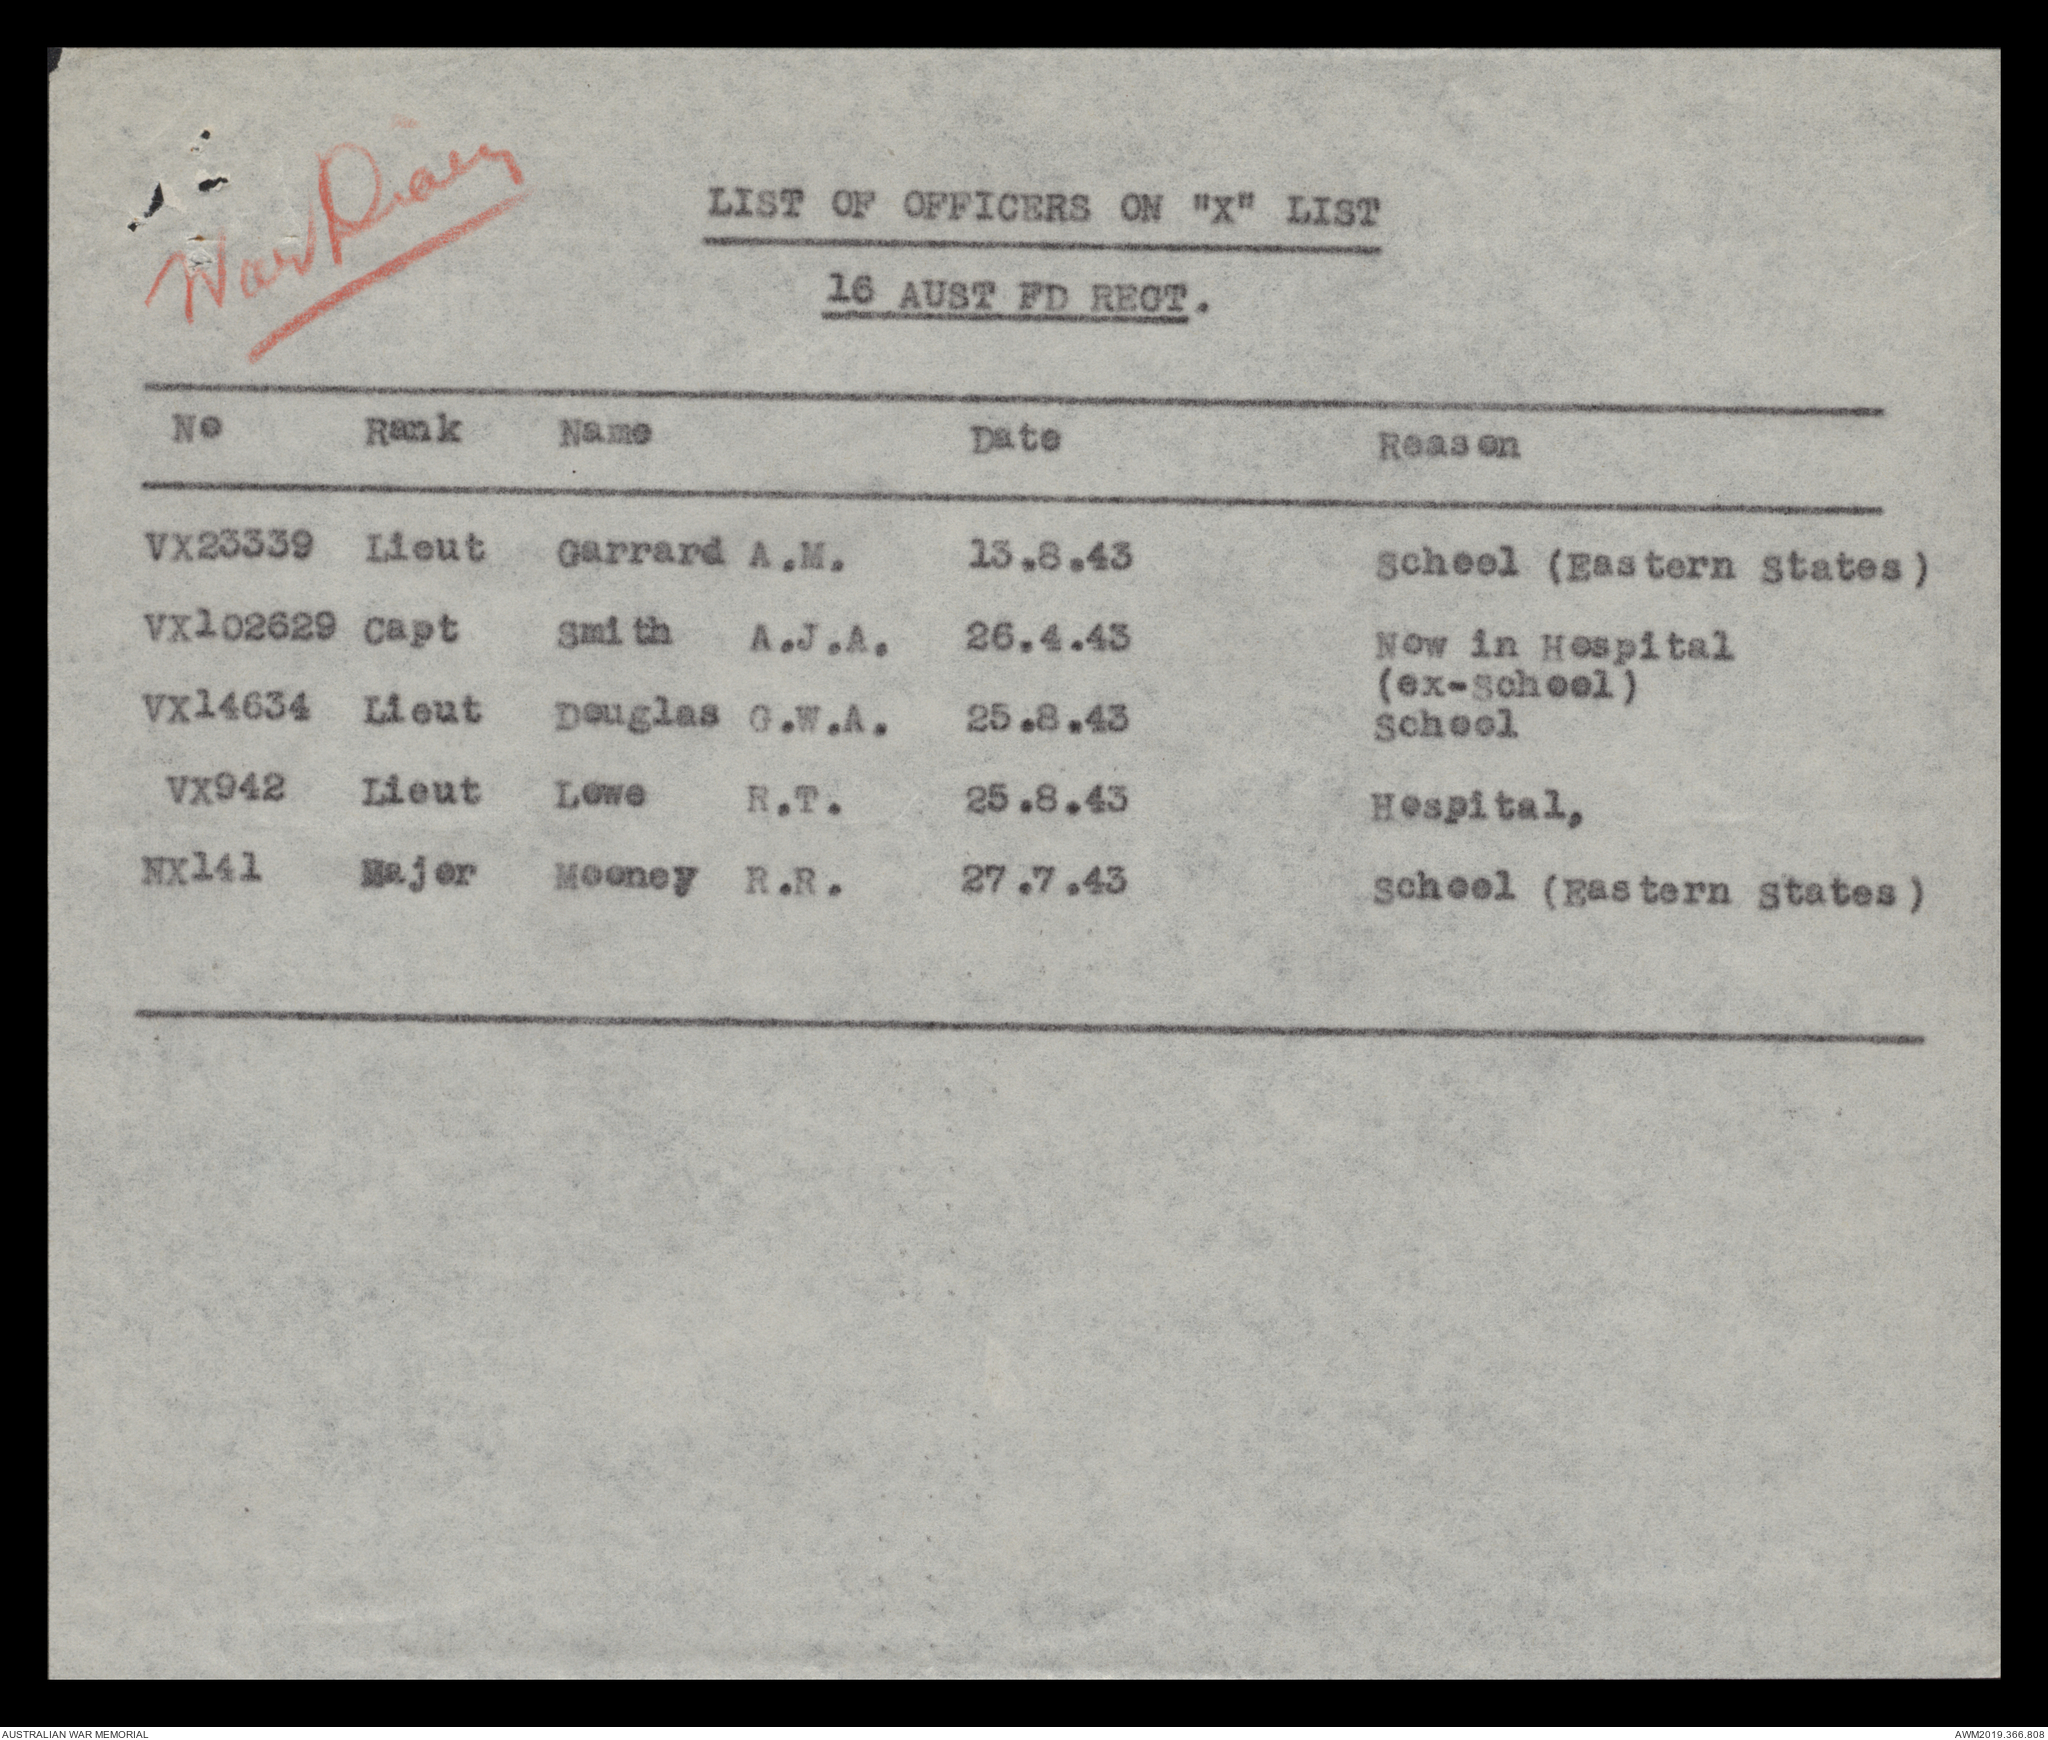 War Diary
LIST OF OFFICERS ON "X" LIST
16 AUST FD REGT.
No Rank Name Date Reason
VX23339 Lieut Garrard A.M. 13.8.43 School (Eastern States)
VX102629 Capt Smith A.J.A. 26.4.43 Now in Hospital
(ex-School)
VX14634 Lieut Douglas G.W.A. 25.8.43 School
VX942 Lieut Lowe R.T. 25.8.43 Hospital,
NX141 Major Mooney R.R. 27.7.43 School (Eastern States)
AUSTRALIAN WAR MEMORIAL AWM2019.366.808